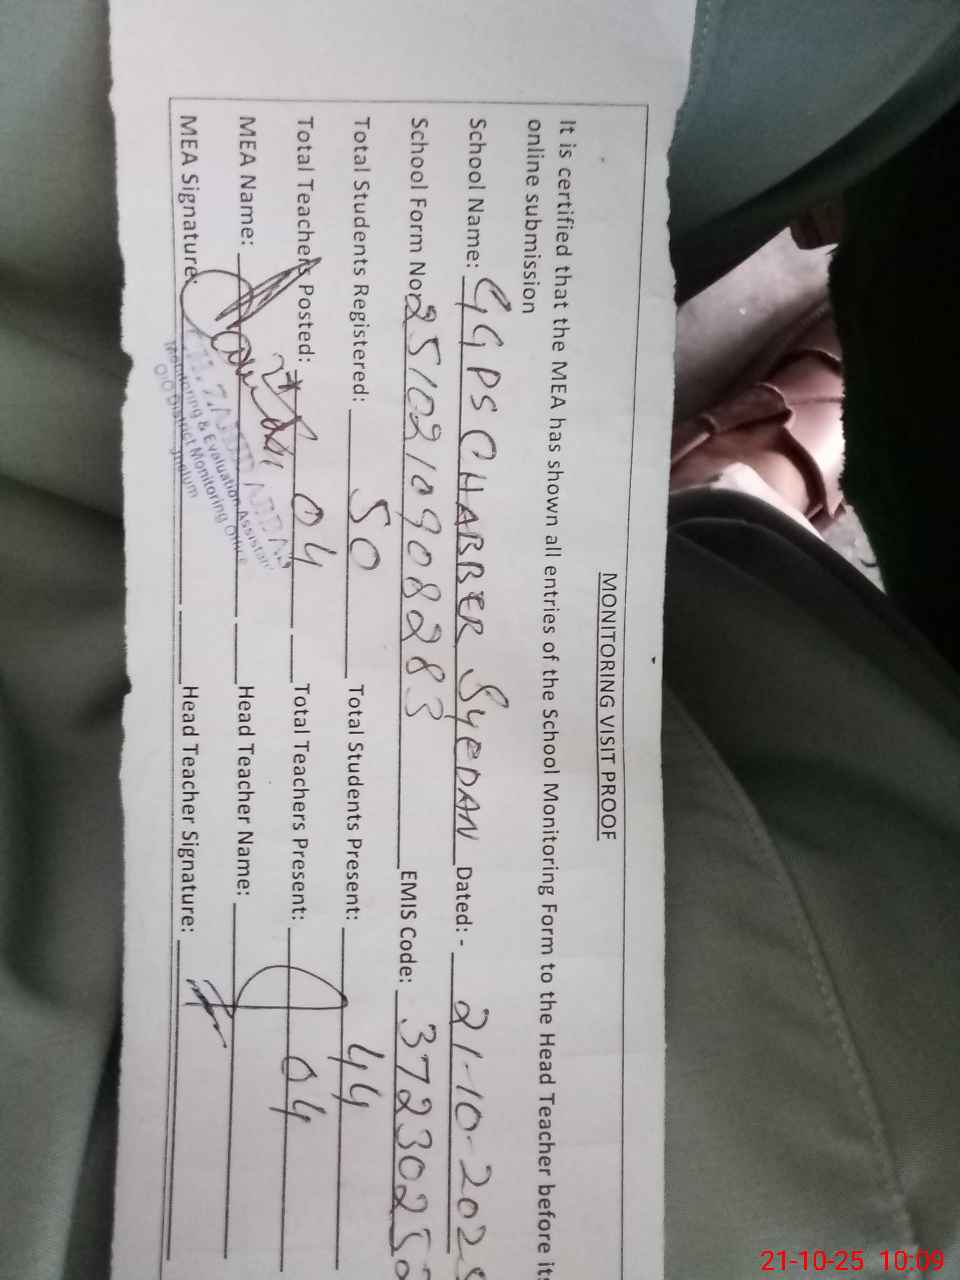 MONITORING VISIT PROOF
It is certified that the MEA has shown all entries of the School Monitoring Form to the Head Teacher before its
online submission
School Name: GGPS CHABBER SYEDAN Dated: - 21-10-2025
School Form No: 2510210908283 EMIS Code: 3723025
Total Students Registered: 50 Total Students Present: 44
Total Teachers Posted: 04 Total Teachers Present: 04
MEA Name: Head Teacher Name:
MEA Signature: Head Teacher Signature:
Monitoring & Evaluation Assistant
O/O District Monitoring Office
Jhelum
21-10-25 10:09